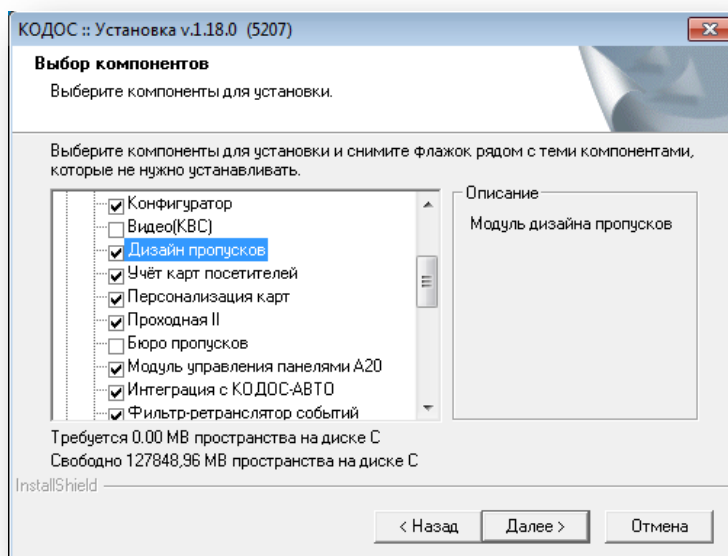 КОДОС :: Установка v.1.18.0 (5207)
Выбор компонентов
Выберите компоненты для установки.
Выберите компоненты для установки и снимите флажок рядом с теми компонентами,
которые не нужно устанавливать.
Конфигуратор
Видео(КВС)
Дизайн пропусков
Учёт карт посетителей
Персонализация карт
Проходная II
Бюро пропусков
Модуль управления панелями А20
Интеграция с КОДОС-АВТО
Фильтр-ретранслятор событий
Описание
Модуль дизайна пропусков
Требуется 0.00 MB пространства на диске C
Свободно 127848,96 MB пространства на диске C
InstallShield
< Назад
Далее >
Отмена